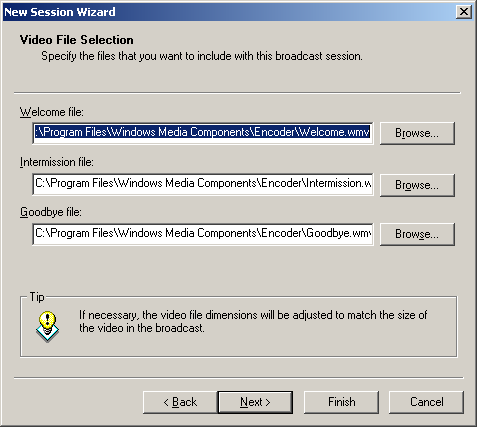 New Session Wizard
Video File Selection
Specify the files that you want to include with this broadcast session.
Welcome file:
:\Program Files\Windows Media Components\Encoder\Welcome.wmv
Browse...
Intermission file:
C:\Program Files\Windows Media Components\Encoder\Intermission.w
Browse...
Goodbye file:
C:\Program Files\Windows Media Components\Encoder\Goodbye.wmv
Browse...
Tip
If necessary, the video file dimensions will be adjusted to match the size of
the video in the broadcast.
< Back
Next >
Finish
Cancel